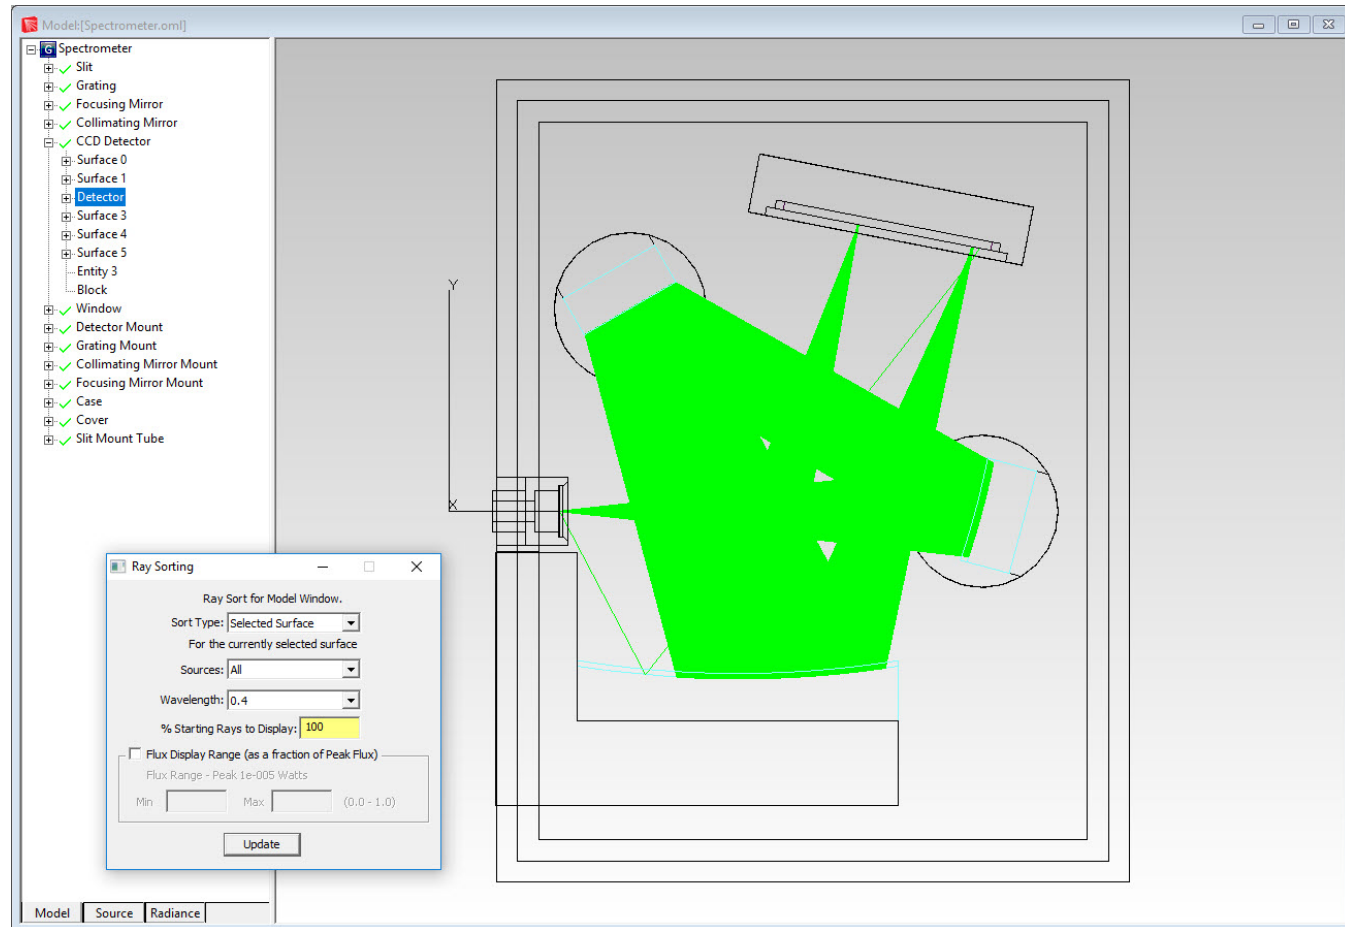 Model:[Spectrometer.oml]
Spectrometer
Slit
Grating
Focusing Mirror
Collimating Mirror
CCD Detector
Surface 0
Surface 1
Detector
Surface 3
Surface 4
Surface 5
Entity 3
Block
Window
Detector Mount
Grating Mount
Collimating Mirror Mount
Focusing Mirror Mount
Case
Cover
Slit Mount Tube
Y
X
Ray Sorting
Ray Sort for Model Window.
Sort Type: Selected Surface
For the currently selected surface
Sources: All
Wavelength: 0.4
% Starting Rays to Display: 100
Flux Display Range (as a fraction of Peak Flux)
Flux Range - Peak 1e-005 Watts
Min Max (0.0 - 1.0)
Update
Model Source Radiance